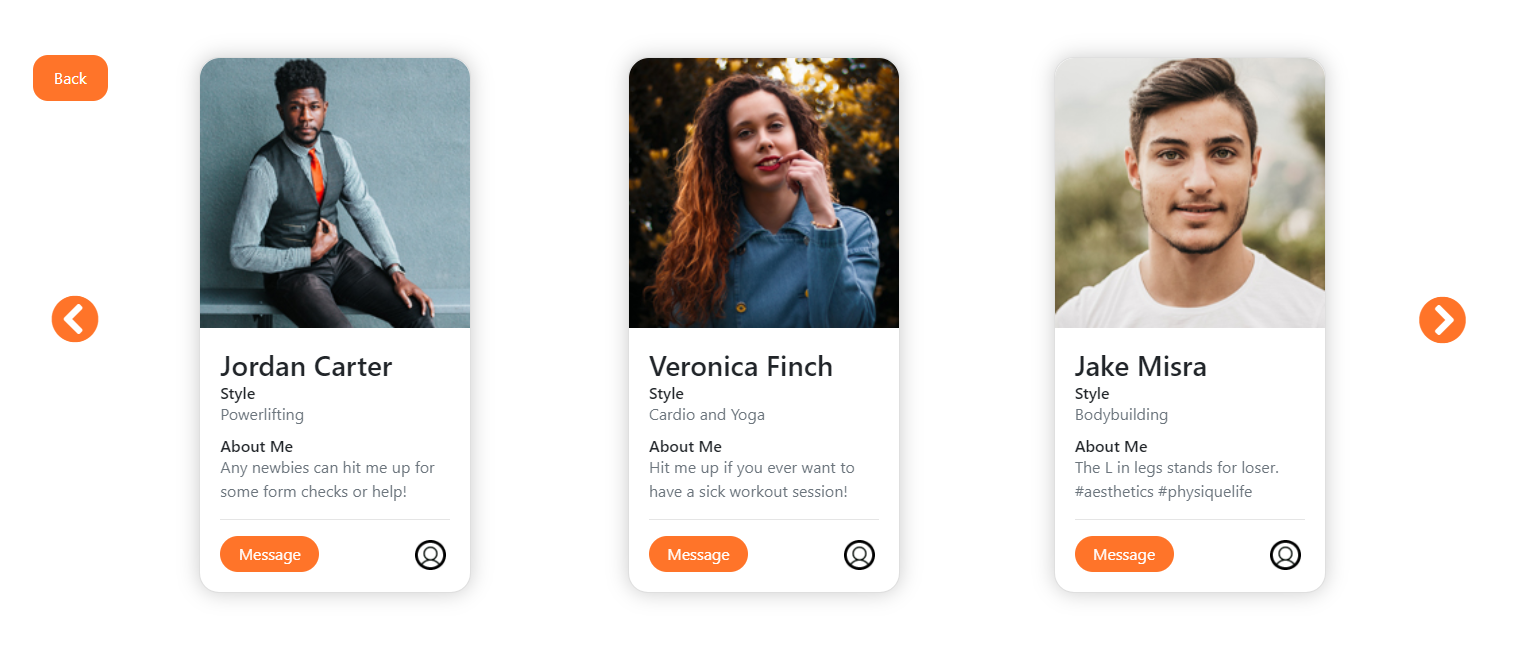 Back
Jordan Carter
Style
Powerlifting
About Me
Any newbies can hit me up for
some form checks or help!
Message
Veronica Finch
Style
Cardio and Yoga
About Me
Hit me up if you ever want to
have a sick workout session!
Message
Jake Misra
Style
Bodybuilding
About Me
The L in legs stands for loser.
#aesthetics #physiquelife
Message